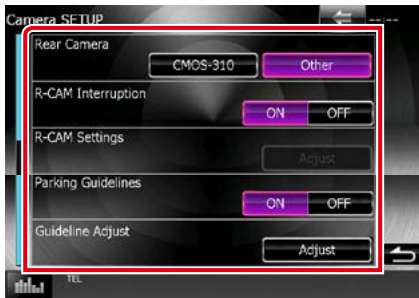 Camera SETUP
--:--
Rear Camera
CMOS-310 Other
R-CAM Interruption
ON OFF
R-CAM Settings
Adjust
Parking Guidelines
ON OFF
Guideline Adjust
Adjust
TEL